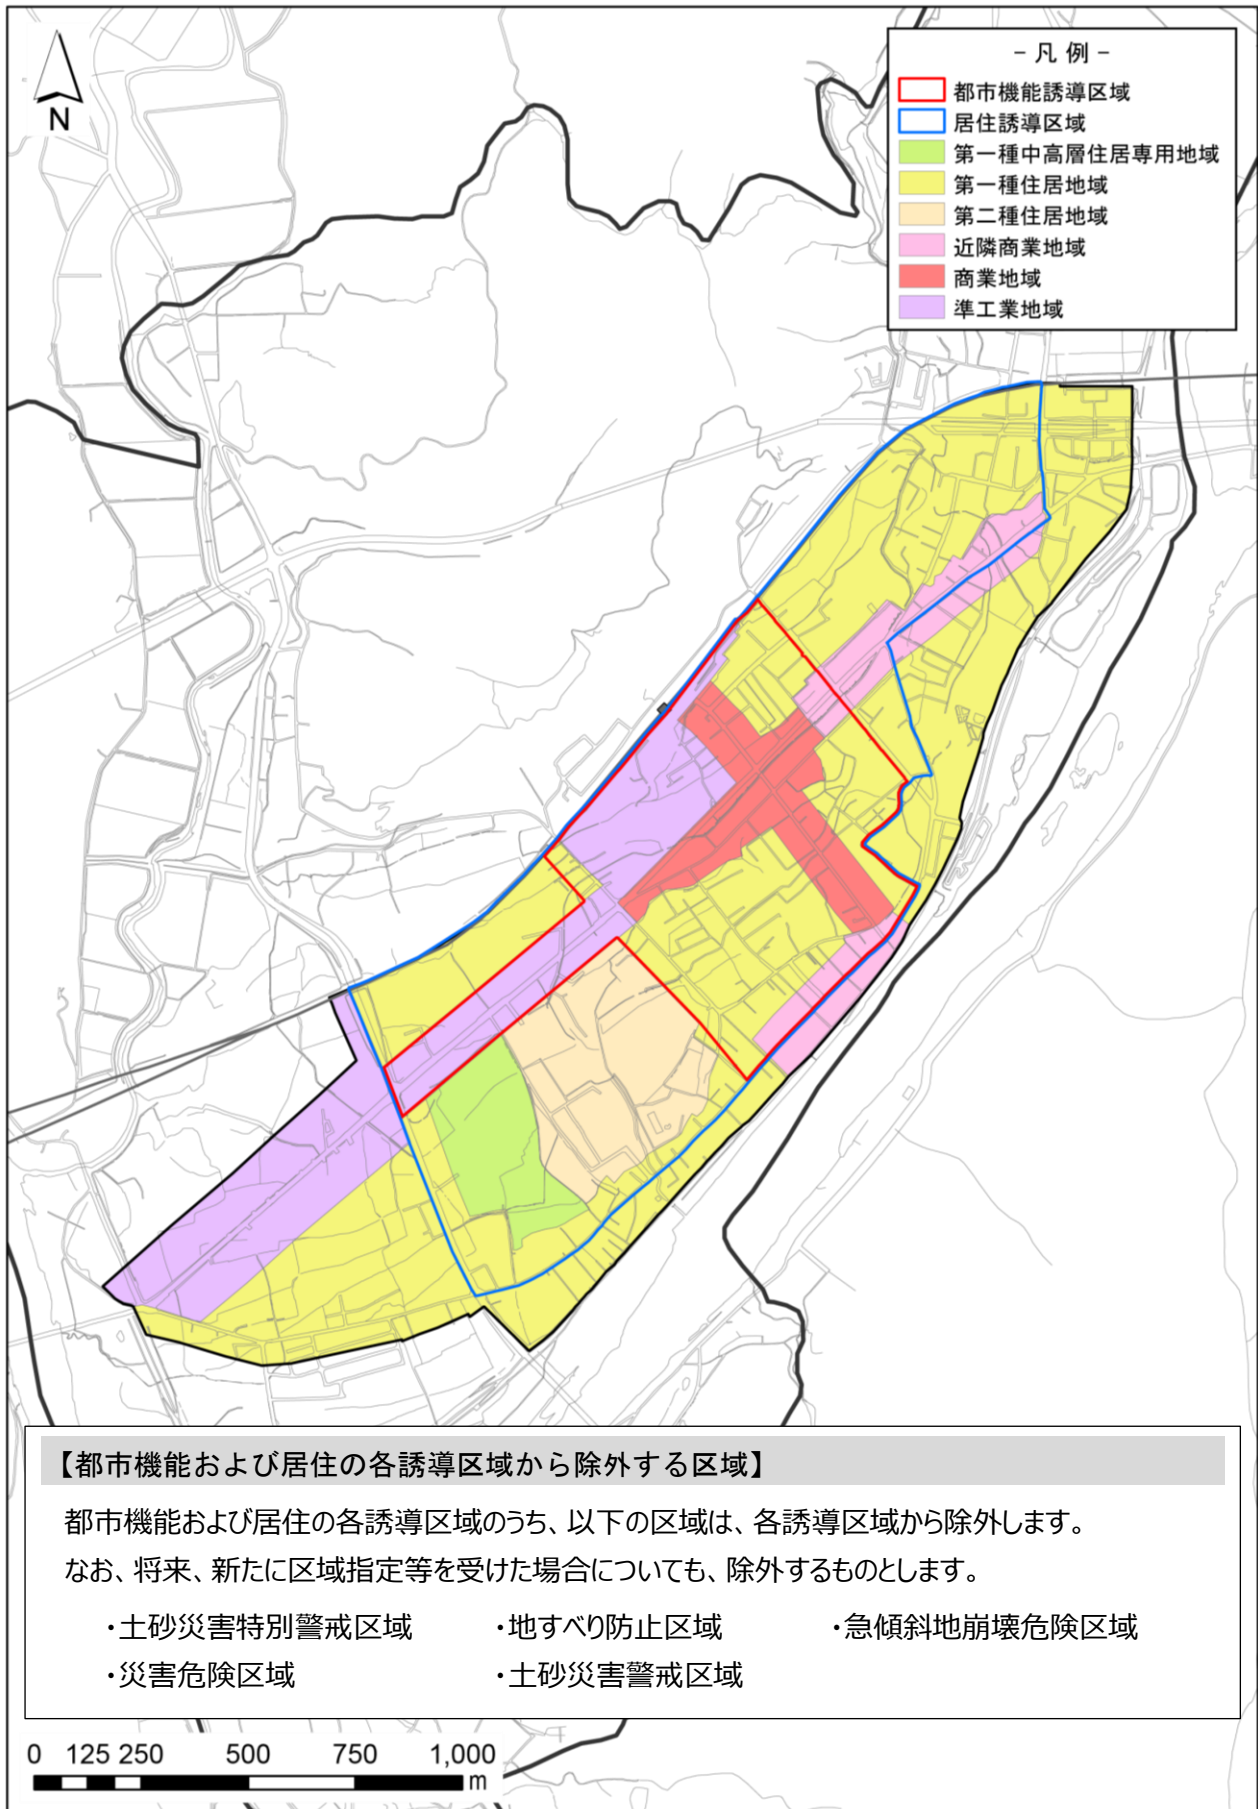 N
- 凡 例 -
都市機能誘導区域
居住誘導区域
第一種中高層住居専用地域
第一種住居地域
第二種住居地域
近隣商業地域
商業地域
準工業地域
【都市機能および居住の各誘導区域から除外する区域】
都市機能および居住の各誘導区域のうち、以下の区域は、各誘導区域から除外します。
なお、将来、新たに区域指定等を受けた場合についても、除外するものとします。
・土砂災害特別警戒区域 ・地すべり防止区域 ・急傾斜地崩壊危険区域
・災害危険区域 ・土砂災害警戒区域
0 125 250 500 750 1,000
m